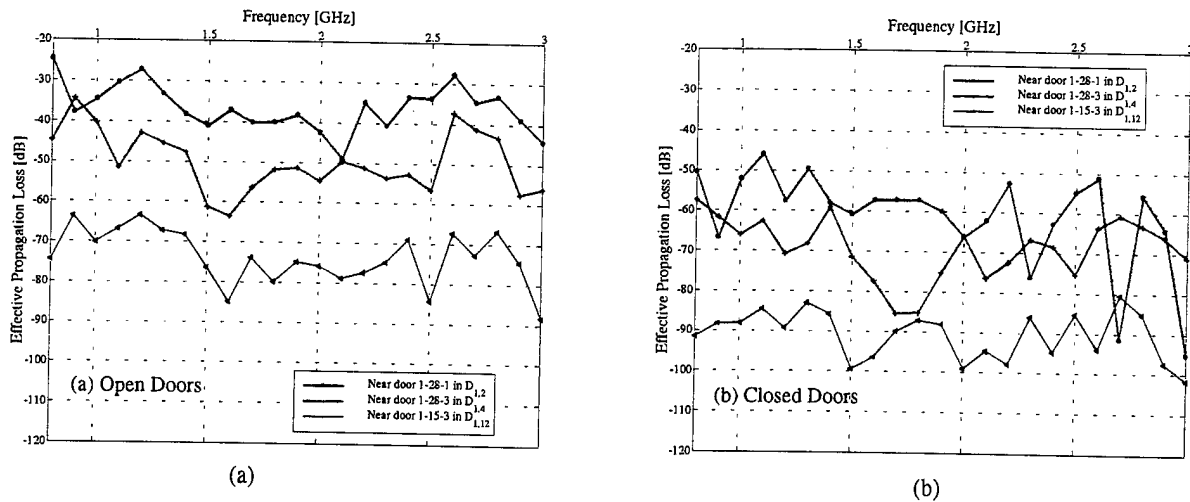 Frequency [GHz]
1 1.5 2 2.5 3
-20
-30
-40
-50
-60
-70
-80
-90
-100
-110
-120
Effective Propagation Loss [dB]
(a) Open Doors
Near door 1-28-1 in D1,2
Near door 1-28-3 in D1,4
Near door 1-15-3 in D1,12
(a)
Frequency [GHz]
1 1.5 2 2.5
-20
-30
-40
-50
-60
-70
-80
-90
-100
-110
-120
Effective Propagation Loss [dB]
Near door 1-28-1 in D1,2
Near door 1-28-3 in D1,4
Near door 1-15-3 in D1,12
(b) Closed Doors
(b)